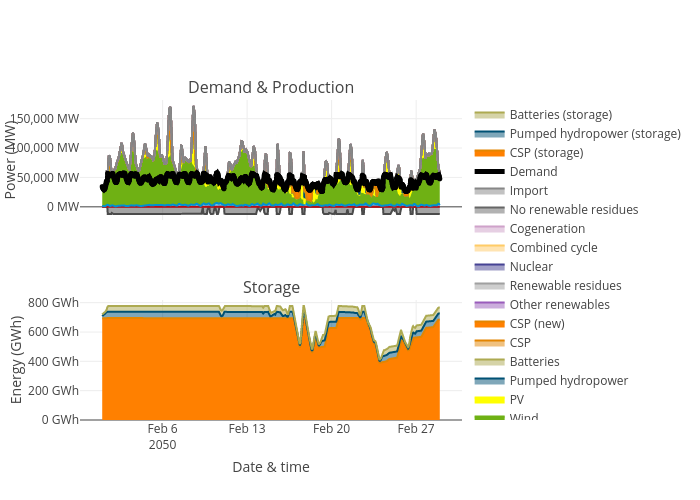 Demand & Production
Power (MW)
150,000 MW
100,000 MW
50,000 MW
0 MW
Storage
Energy (GWh)
800 GWh
600 GWh
400 GWh
200 GWh
0 GWh
Feb 6
2050
Feb 13
Feb 20
Feb 27
Date & time
Batteries (storage)
Pumped hydropower (storage)
CSP (storage)
Demand
Import
No renewable residues
Cogeneration
Combined cycle
Nuclear
Renewable residues
Other renewables
CSP (new)
CSP
Batteries
Pumped hydropower
PV
Wind